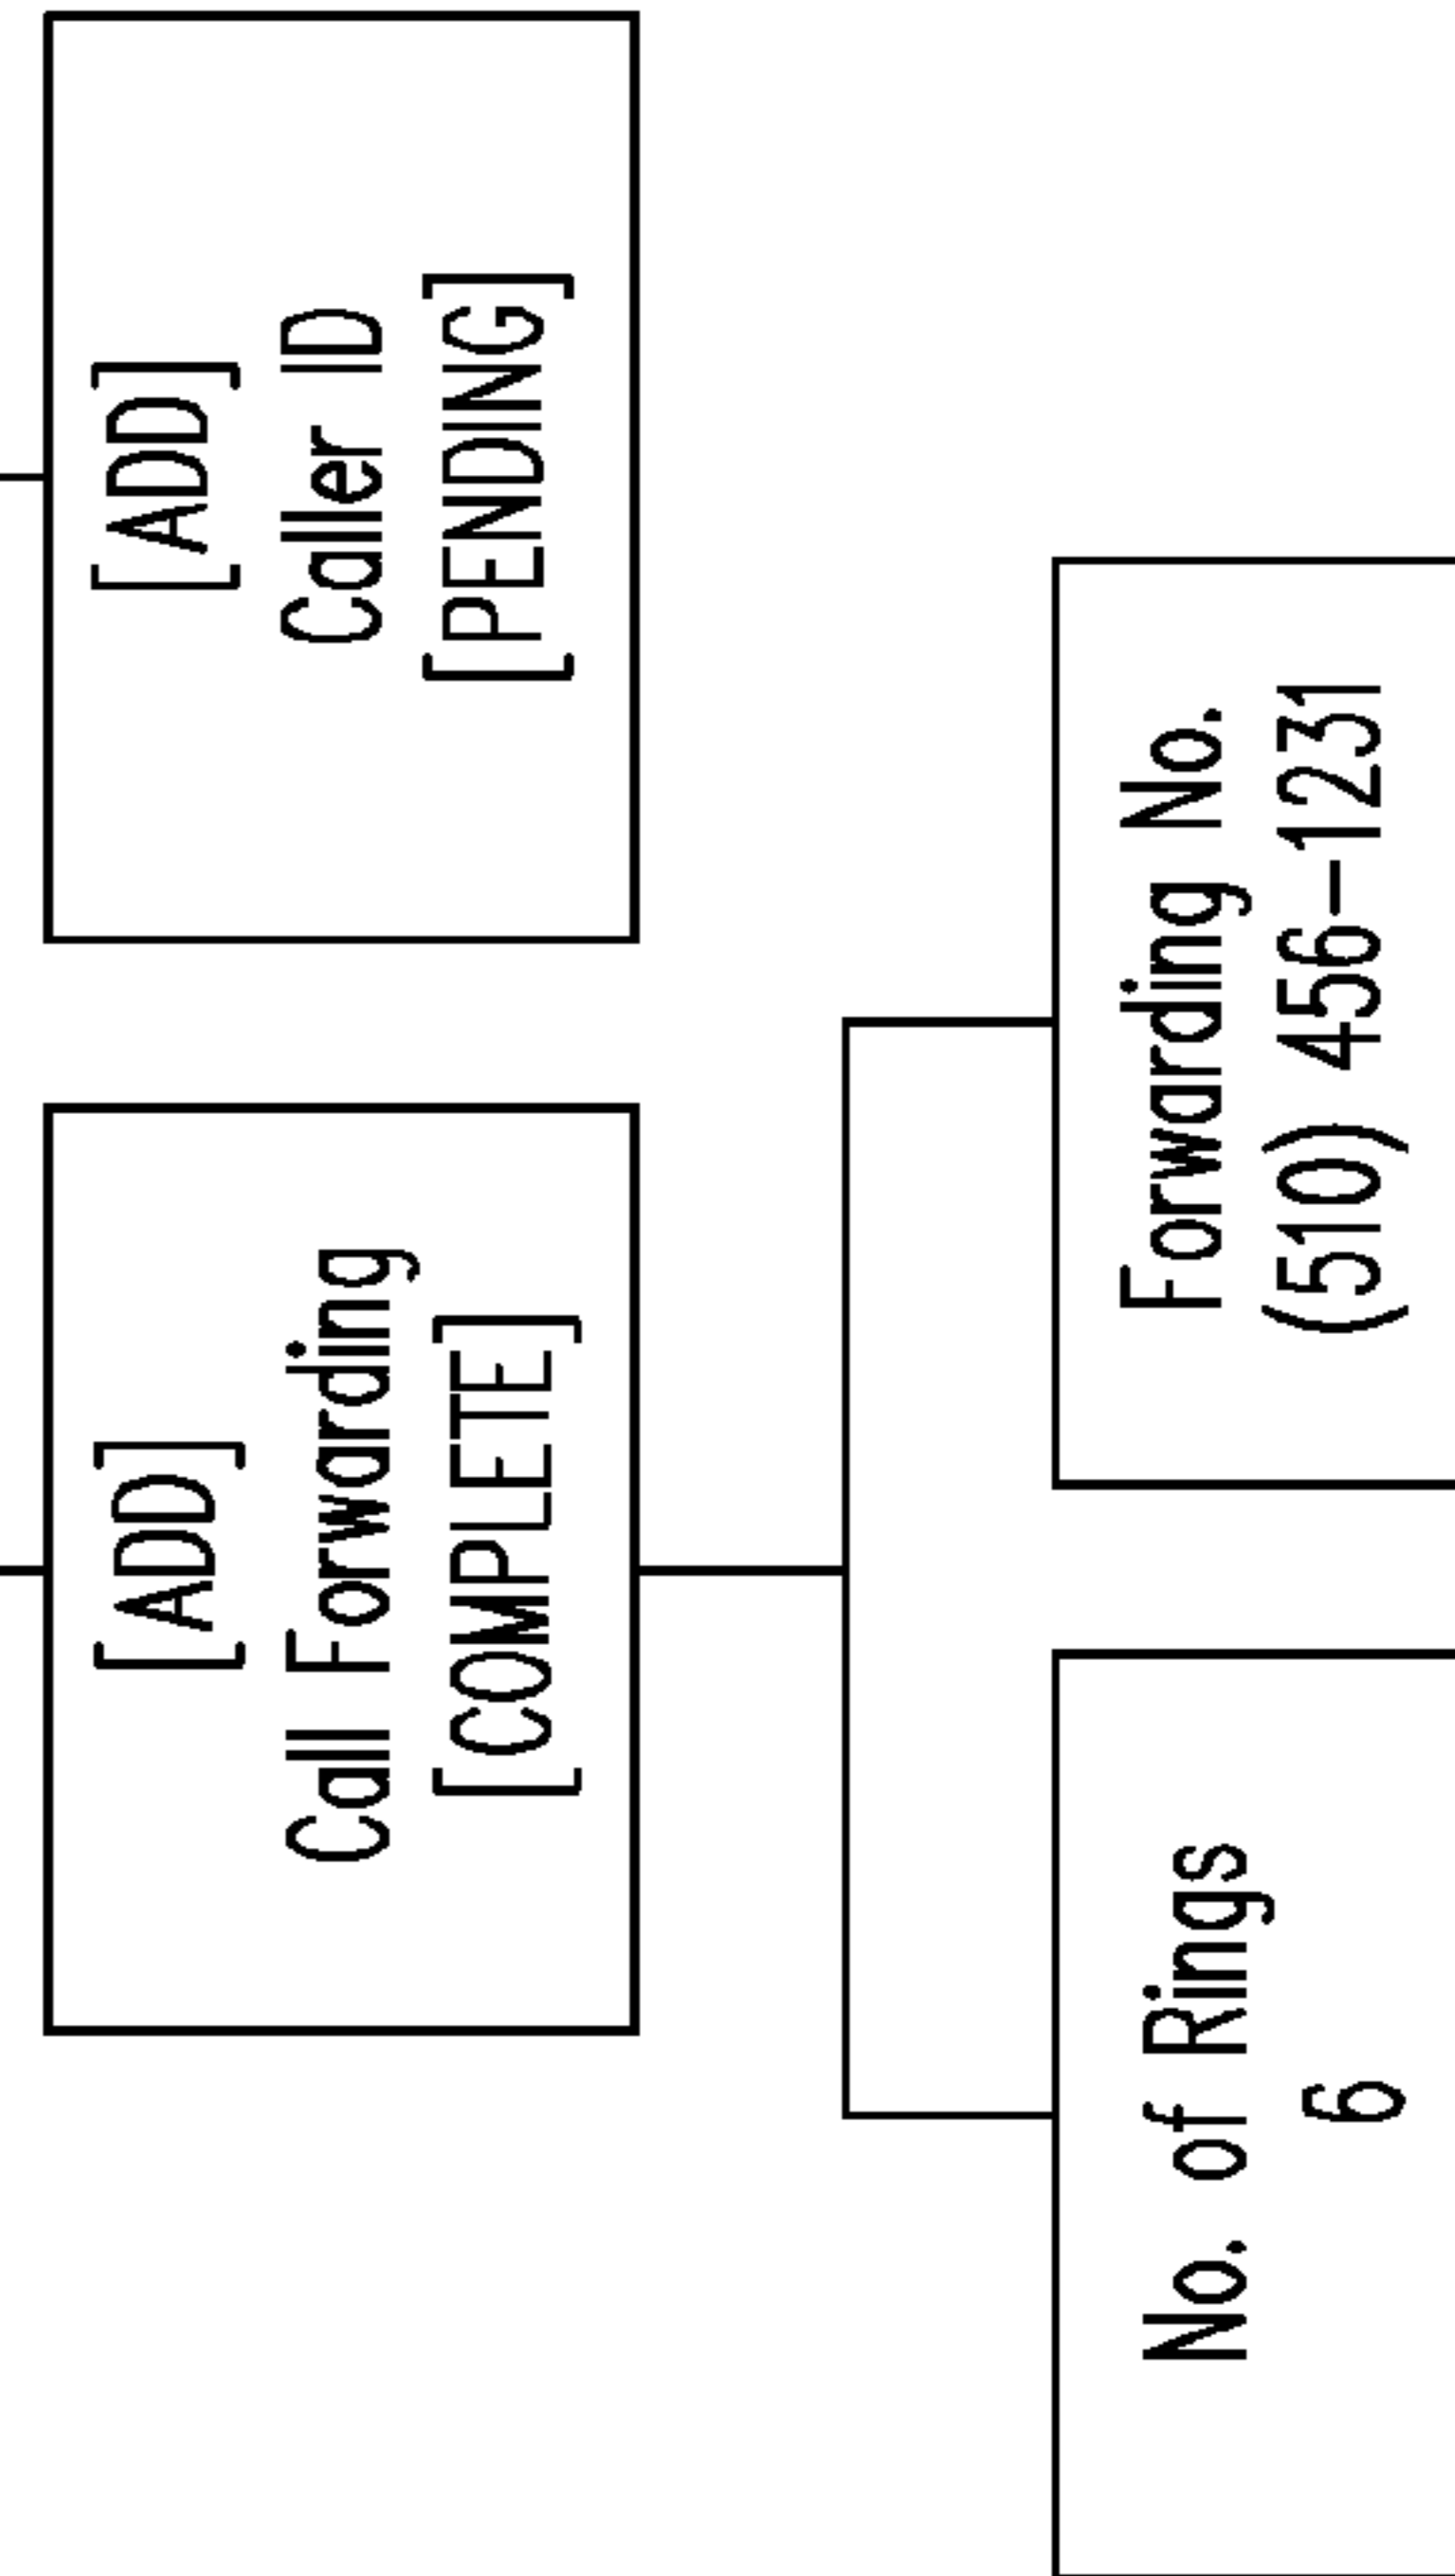 [ADD]
Call Forwarding
[COMPLETE]
[ADD]
Caller ID
[PENDING]
No. of Rings
6
Forwarding No.
(510) 456-1231